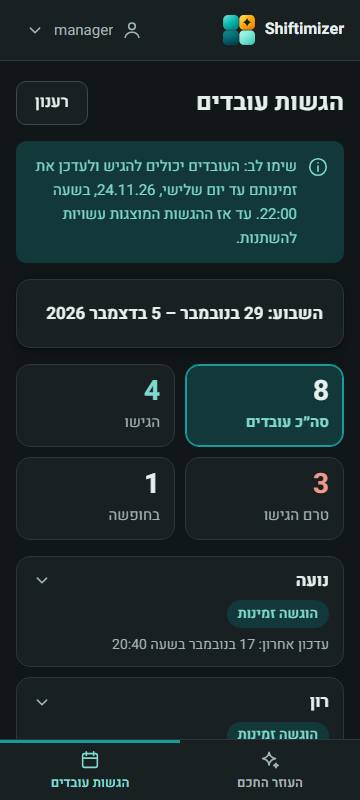 Shiftimizer
manager
הגשות עובדים
רענון
שימו לב: העובדים יכולים להגיש ולעדכן את
זמינותם עד יום שלישי, 24.11.26, בשעה
22:00. עד אז ההגשות המוצגות עשויות
להשתנות.
השבוע: 29 בנובמבר – 5 בדצמבר 2026
8
סה״כ עובדים
4
הגישו
3
טרם הגישו
1
בחופשה
נועה
הוגשה זמינות
עדכון אחרון: 17 בנובמבר בשעה 20:40
רון
הוגשה זמינות
העוזר החכם
הגשות עובדים